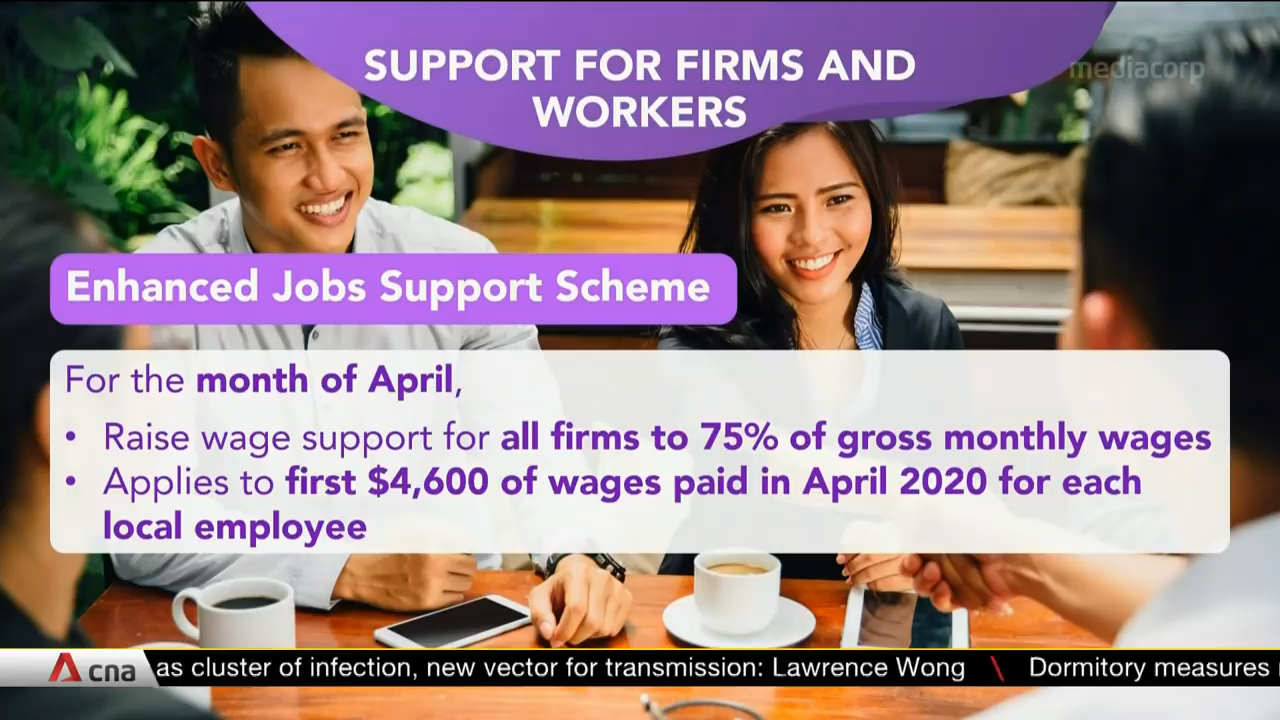 SUPPORT FOR FIRMS AND
WORKERS
mediacorp
Enhanced Jobs Support Scheme
For the month of April,
• Raise wage support for all firms to 75% of gross monthly wages
• Applies to first $4,600 of wages paid in April 2020 for each
local employee
cna as cluster of infection, new vector for transmission: Lawrence Wong \ Dormitory measures